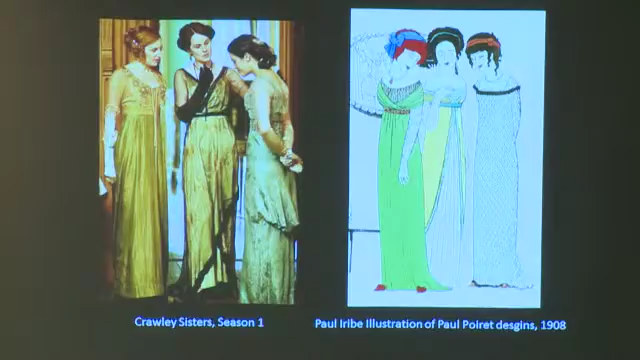 Crawley Sisters, Season 1
Paul Iribe Illustration of Paul Poiret desgins, 1908